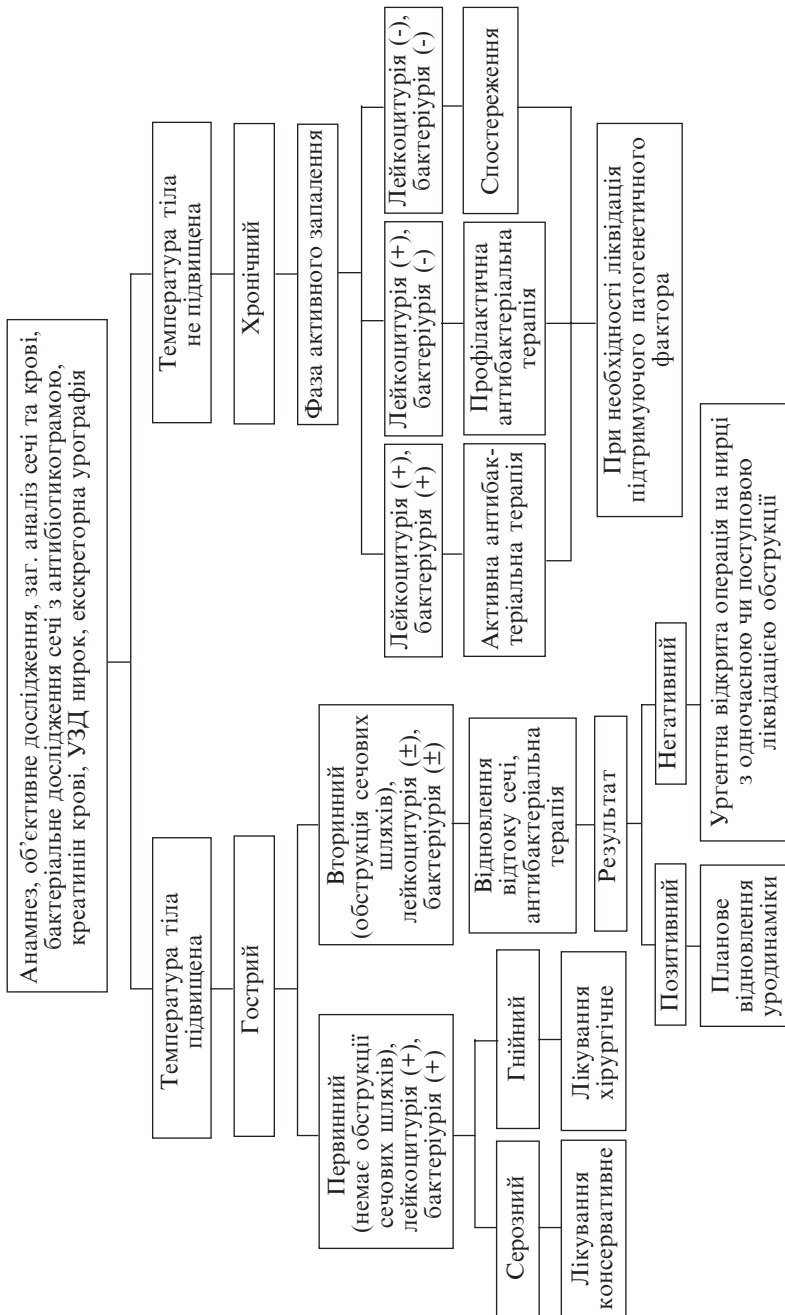 Анамнез, об’єктивне дослідження, заг. аналіз сечі та крові,
бактеріальне дослідження сечі з антибіотикограмою,
креатинін крові, УЗД нирок, екскреторна урографія
Температура тіла
підвищена
Гострий
Первинний
(немає обструкції
сечових шляхів),
лейкоцитурія (+),
бактеріурія (+)
Серозний
Лікування
консервативне
Гнійний
Лікування
хірургічне
Вторинний
(обструкція сечових
шляхів),
лейкоцитурія (±),
бактеріурія (±)
Відновлення
відтоку сечі,
антибактеріальна
терапія
Результат
Позитивний
Планове
відновлення
уродинаміки
Негативний
Ургентна відкрита операція на нирці
з одночасною чи поступовою
ліквідацією обструкції
Температура тіла
не підвищена
Хронічний
Фаза активного запалення
Лейкоцитурія (+),
бактеріурія (+)
Активна антибак-
теріальна терапія
Лейкоцитурія (+),
бактеріурія (-)
Профілактична
антибактеріальна
терапія
Лейкоцитурія (-),
бактеріурія (-)
Спостереження
При необхідності ліквідація
підтримуючого патогенетичного
фактора